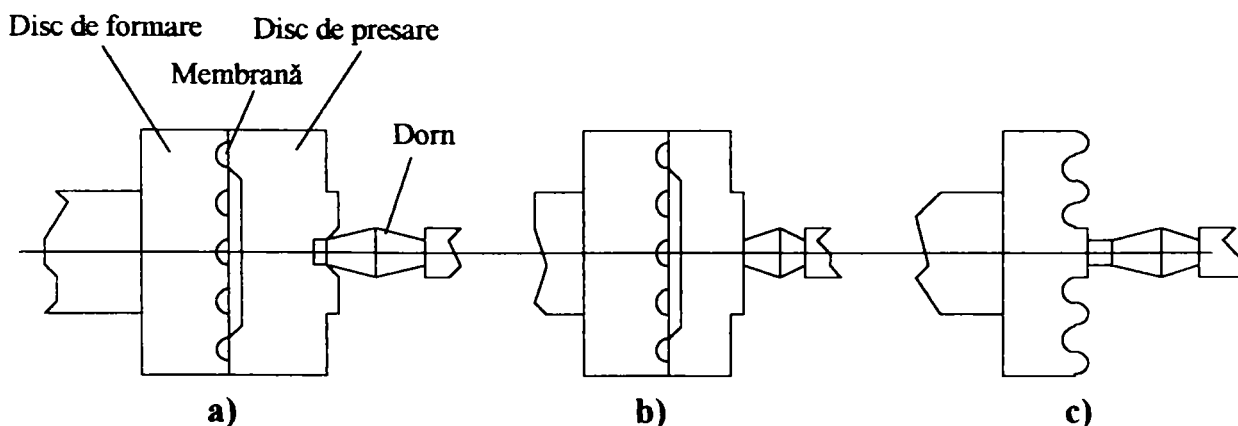 Disc de formare
Disc de presare
Membrană
Dorn
a)
b)
c)